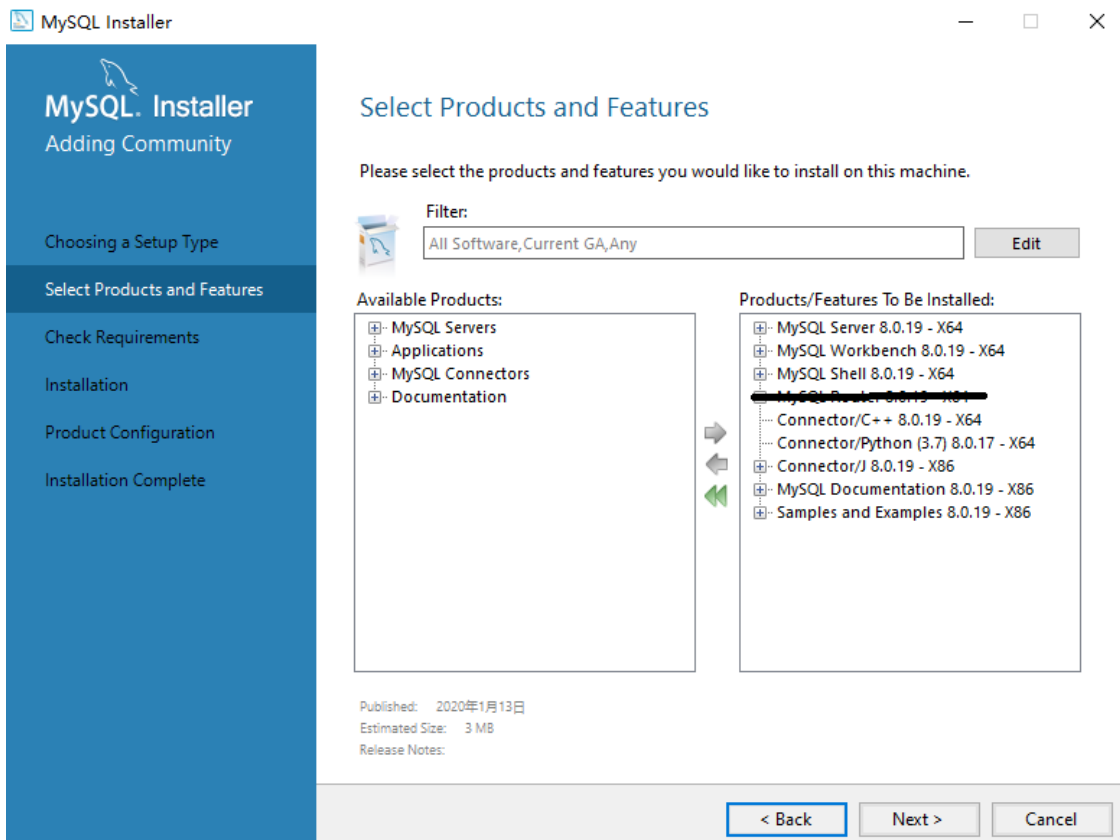 MySQL Installer
MySQL. Installer
Adding Community
Choosing a Setup Type
Select Products and Features
Check Requirements
Installation
Product Configuration
Installation Complete
Select Products and Features
Please select the products and features you would like to install on this machine.
Filter:
All Software,Current GA,Any
Edit
Available Products:
MySQL Servers
Applications
MySQL Connectors
Documentation
Products/Features To Be Installed:
MySQL Server 8.0.19 - X64
MySQL Workbench 8.0.19 - X64
MySQL Shell 8.0.19 - X64
MySQL Router 8.0.19
Connector/C++ 8.0.19 - X64
Connector/Python (3.7) 8.0.17 - X64
Connector/J 8.0.19 - X86
MySQL Documentation 8.0.19 - X86
Samples and Examples 8.0.19 - X86
Published: 2020年1月13日
Estimated Size: 3 MB
Release Notes:
< Back
Next >
Cancel